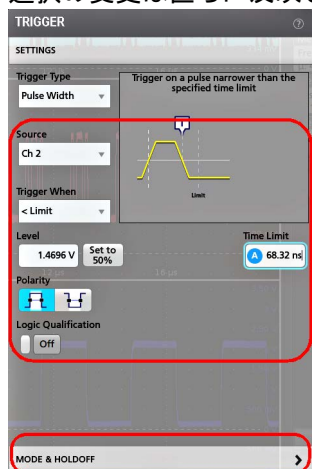 TRIGGER
SETTINGS
Trigger Type
Pulse Width
Trigger on a pulse narrower than the
specified time limit
Source
Ch 2
Limit
Trigger When
< Limit
Level
Time Limit
1.4696 V
Set to
50%
A 68.32 ns
16 µs
Polarity
Logic Qualification
Off
MODE & HOLDOFF